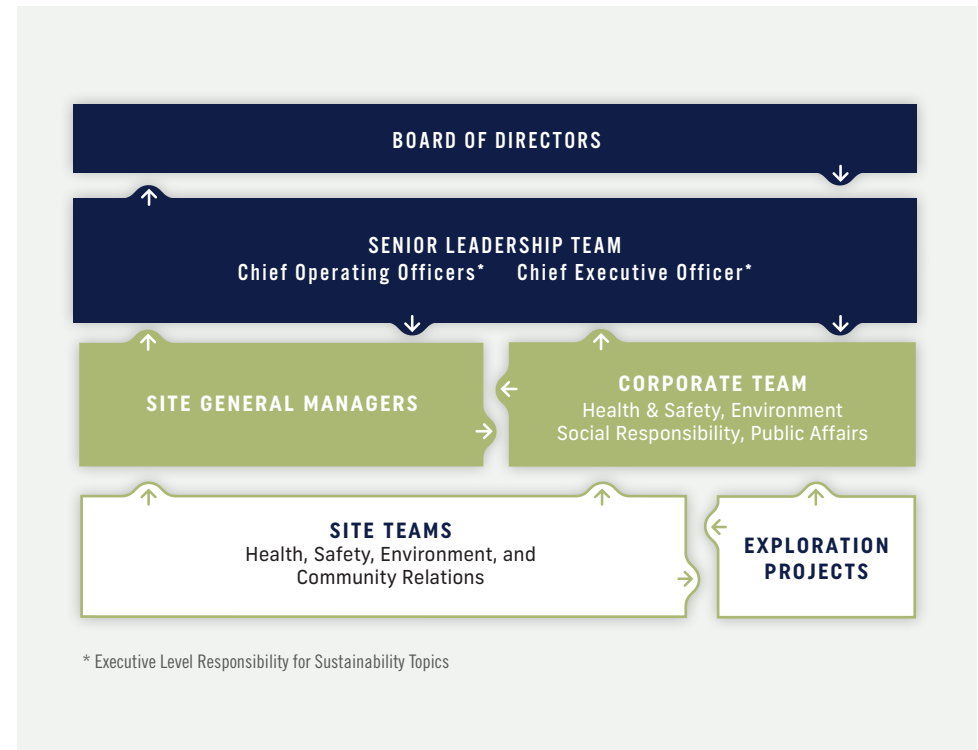 BOARD OF DIRECTORS
SENIOR LEADERSHIP TEAM
Chief Operating Officers* Chief Executive Officer*
SITE GENERAL MANAGERS
CORPORATE TEAM
Health & Safety, Environment
Social Responsibility, Public Affairs
SITE TEAMS
Health, Safety, Environment, and
Community Relations
EXPLORATION
PROJECTS
* Executive Level Responsibility for Sustainability Topics